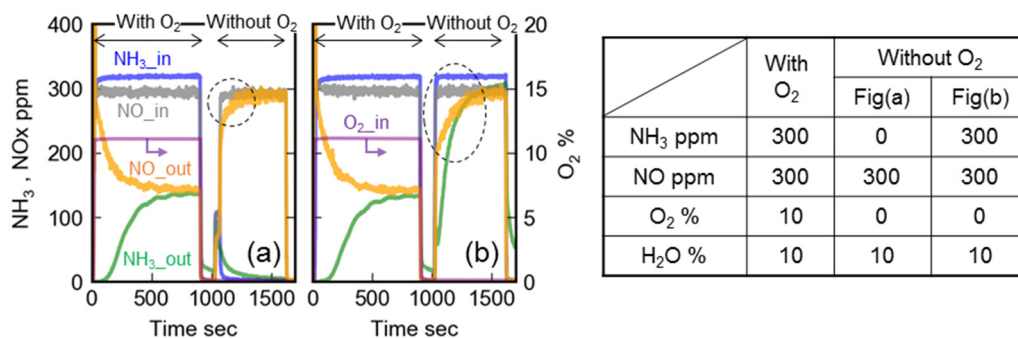 With O₂ Without O₂ With O₂ Without O₂
400
300
200
100
0
NH₃ , NOx ppm
NH₃_in
NO_in
NO_out
NH₃_out
(a)
0 500 1000 1500
Time sec
O₂_in
(b)
0 500 1000 1500
Time sec
20
15
10
5
0
O₂ %
With O₂ Without O₂
Fig(a) Fig(b)
NH₃ ppm 300 0 300
NO ppm 300 300 300
O₂ % 10 0 0
H₂O % 10 10 10